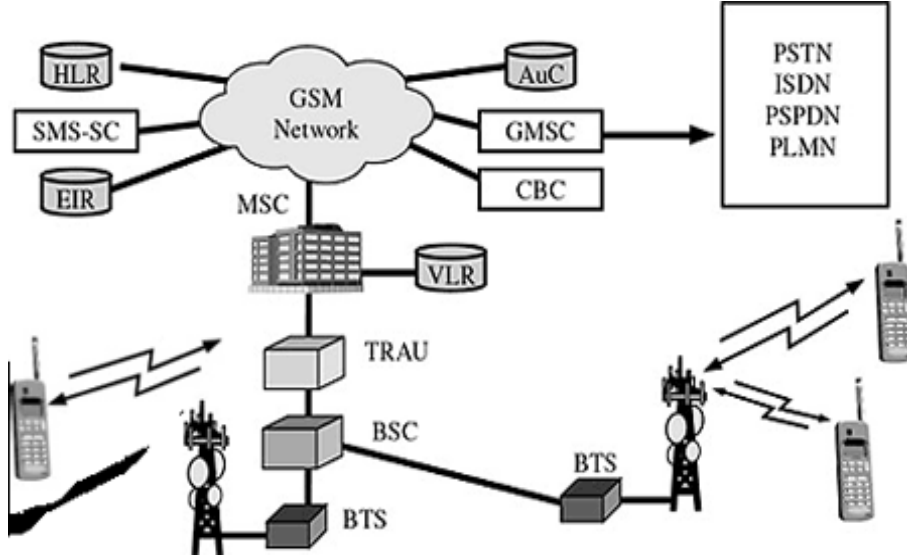 HLR
AuC
PSTN
ISDN
PSPDN
PLMN
GSM
Network
SMS-SC
GMSC
EIR
CBC
MSC
VLR
TRAU
BSC
BTS
BTS